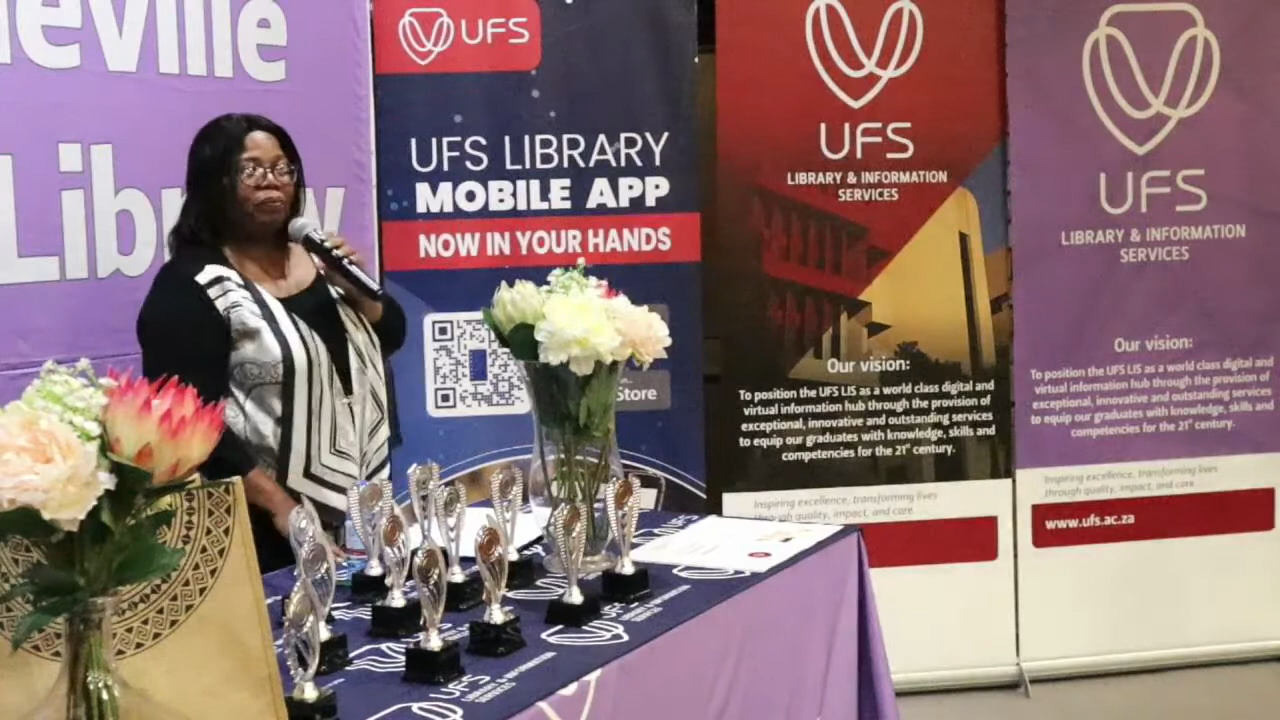 Library
UFS
UFS LIBRARY
MOBILE APP
NOW IN YOUR HANDS
Store
UFS
LIBRARY & INFORMATION
SERVICES
Our vision:
To position the UFS LIS as a world class digital and
virtual information hub through the provision of
exceptional, innovative and outstanding services
to equip our graduates with knowledge, skills and
competencies for the 21st century.
Inspiring excellence, transforming lives
through quality, impact, and care.
UFS
LIBRARY & INFORMATION
SERVICES
Our vision:
To position the UFS LIS as a world class digital and
virtual information hub through the provision of
exceptional, innovative and outstanding services
to equip our graduates with knowledge, skills and
competencies for the 21st century.
Inspiring excellence, transforming lives
through quality, impact, and care.
www.ufs.ac.za
UFS
LIBRARY & INFORMATION
SERVICES